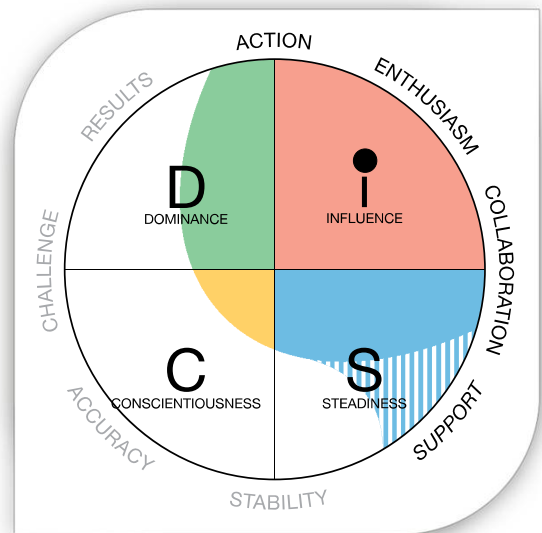 ACTION
ENTHUSIASM
RESULTS
D
DOMINANCE
i
INFLUENCE
COLLABORATION
CHALLENGE
C
CONSCIENTIOUSNESS
S
STEADINESS
SUPPORT
ACCURACY
STABILITY